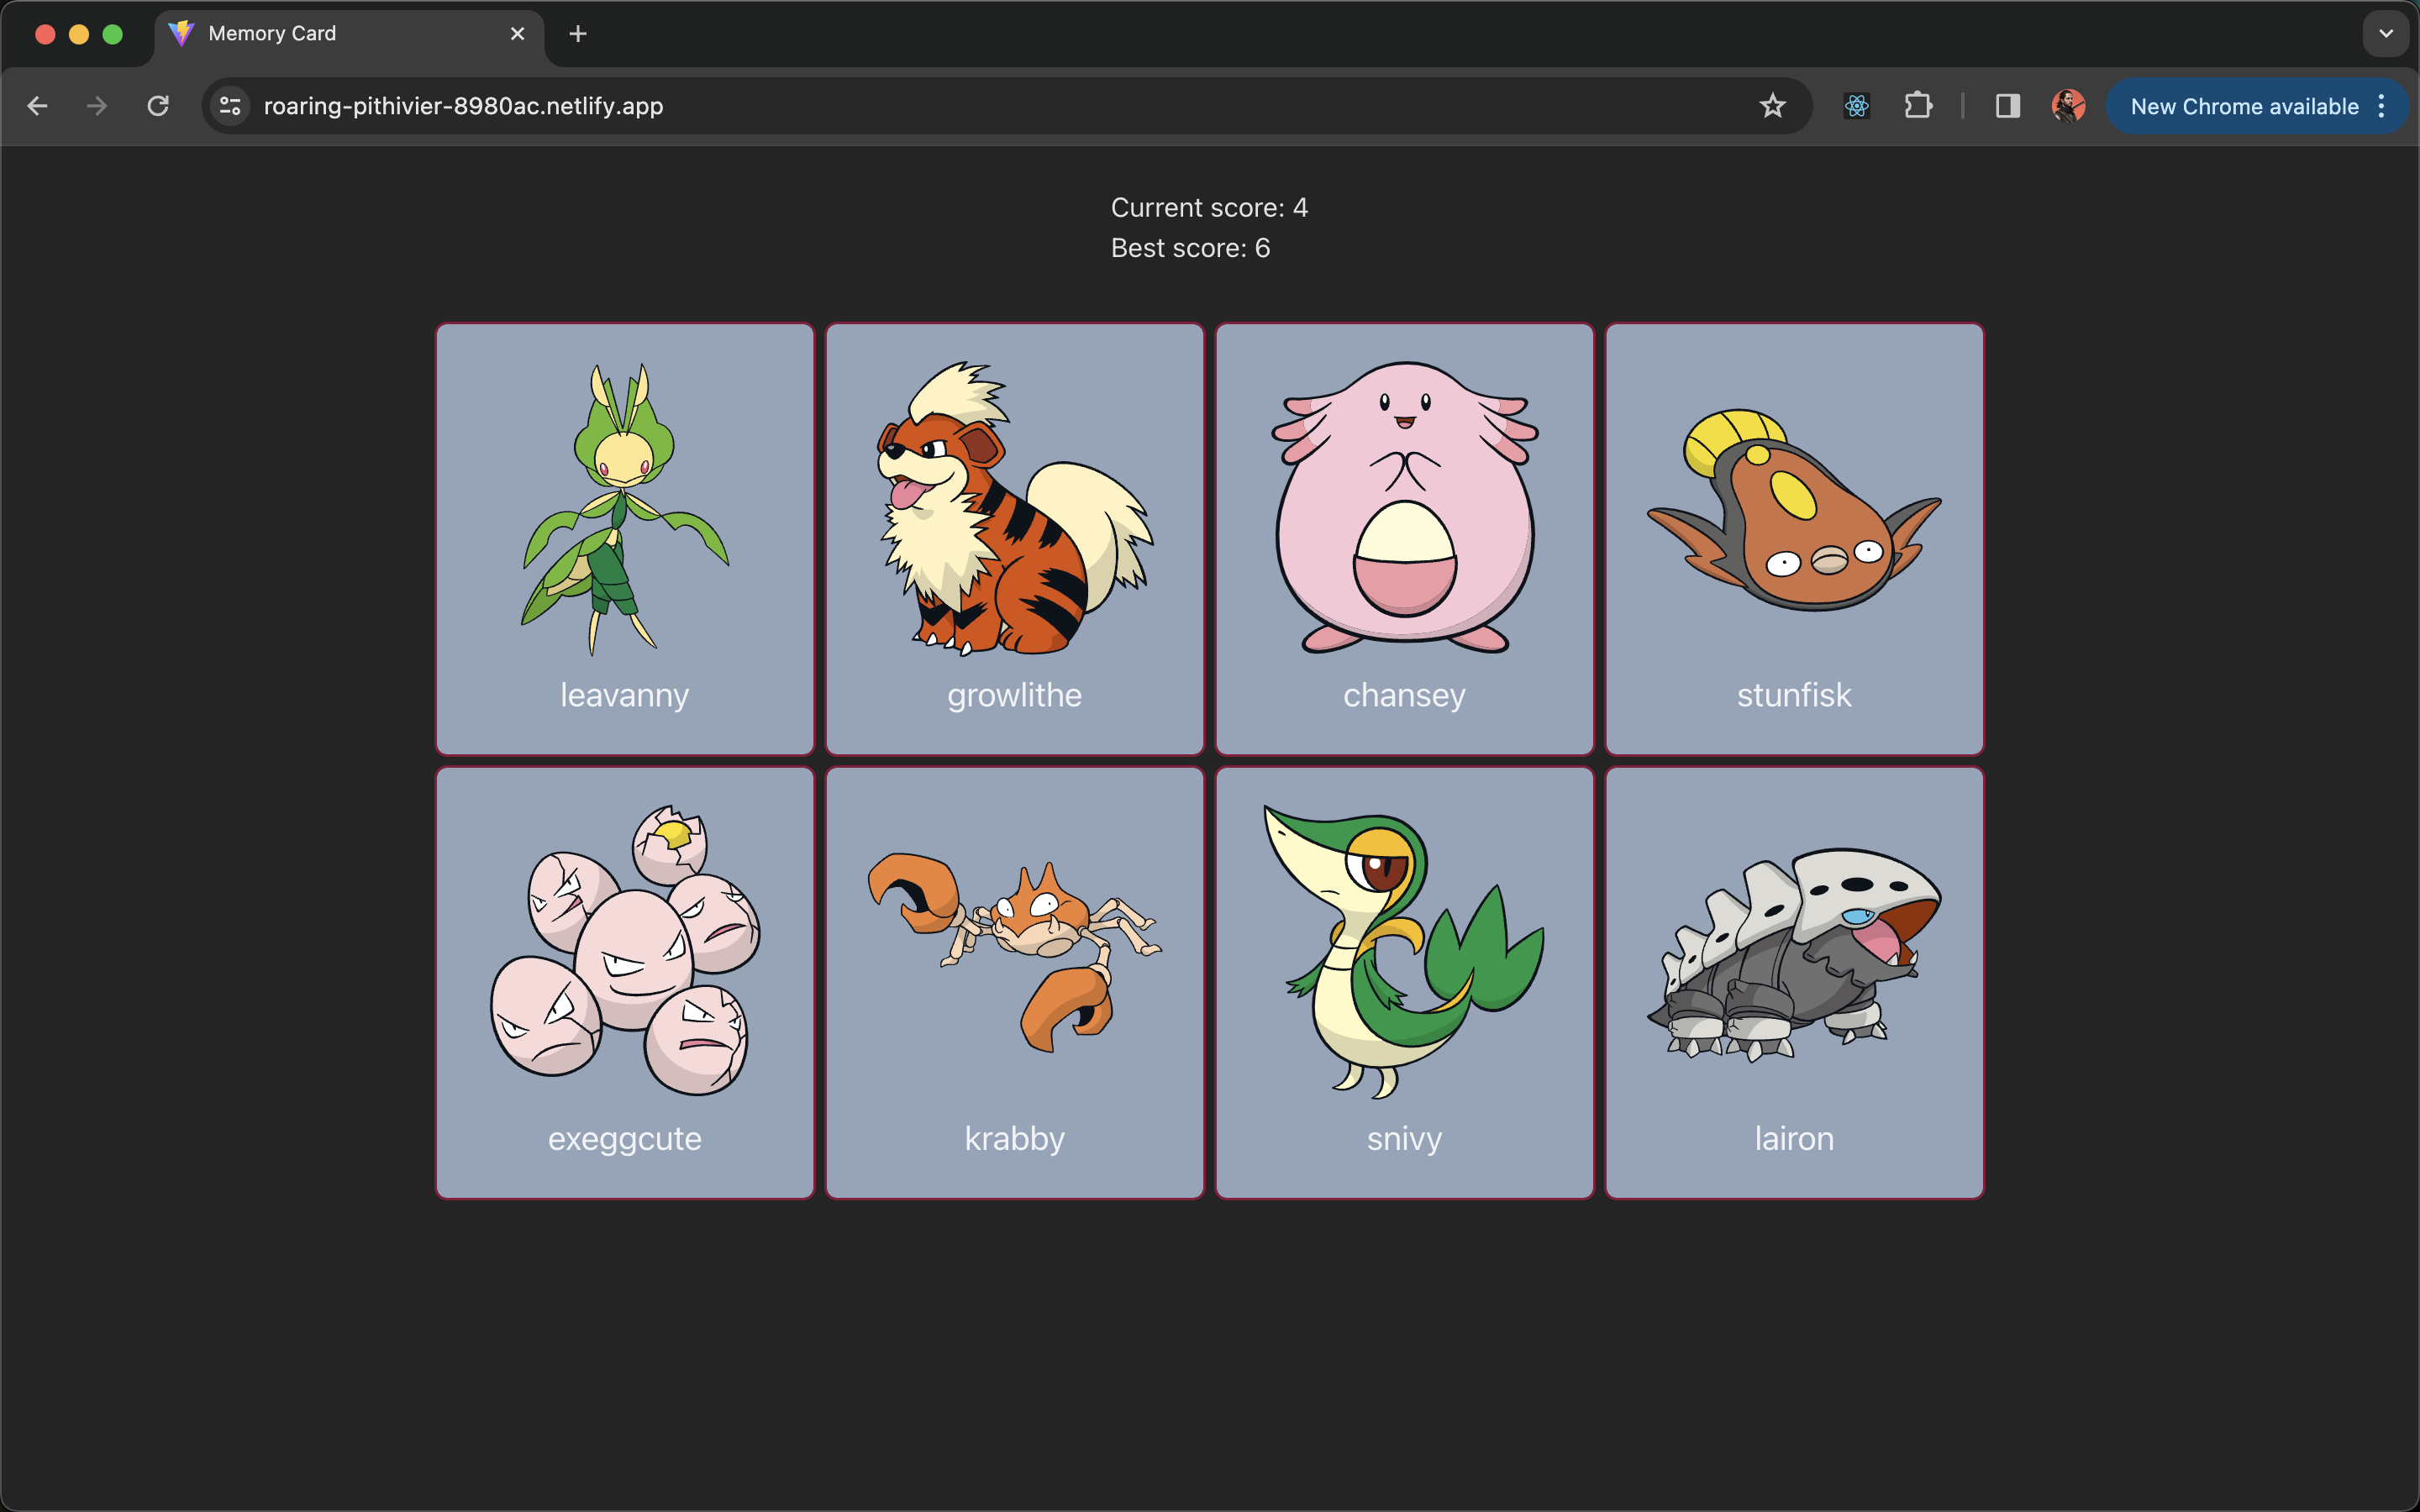 Memory Card
roaring-pithivier-8980ac.netlify.app
New Chrome available
Current score: 4
Best score: 6
leavanny
growlithe
chansey
stunfisk
exeggcute
krabby
snivy
lairon